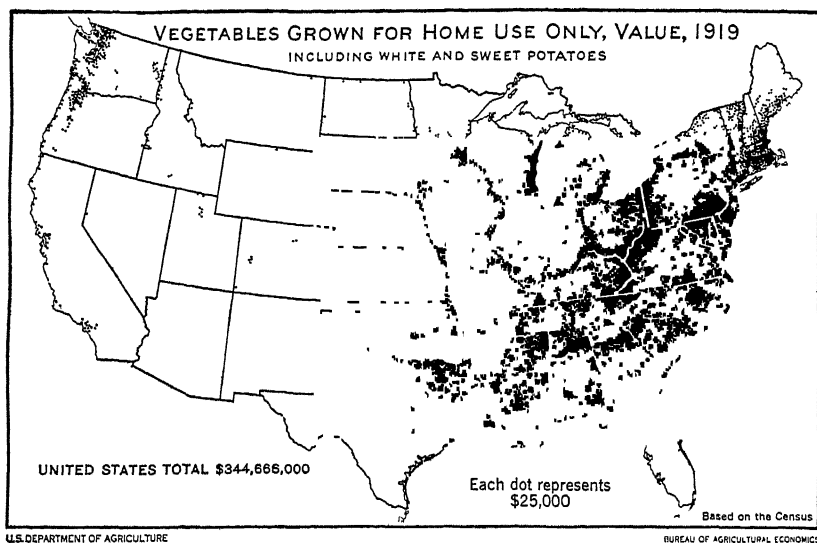 VEGETABLES GROWN FOR HOME USE ONLY, VALUE, 1919
INCLUDING WHITE AND SWEET POTATOES
UNITED STATES TOTAL $344,666,000
Each dot represents
$25,000
Based on the Census
U.S. DEPARTMENT OF AGRICULTURE
BUREAU OF AGRICULTURAL ECONOMICS